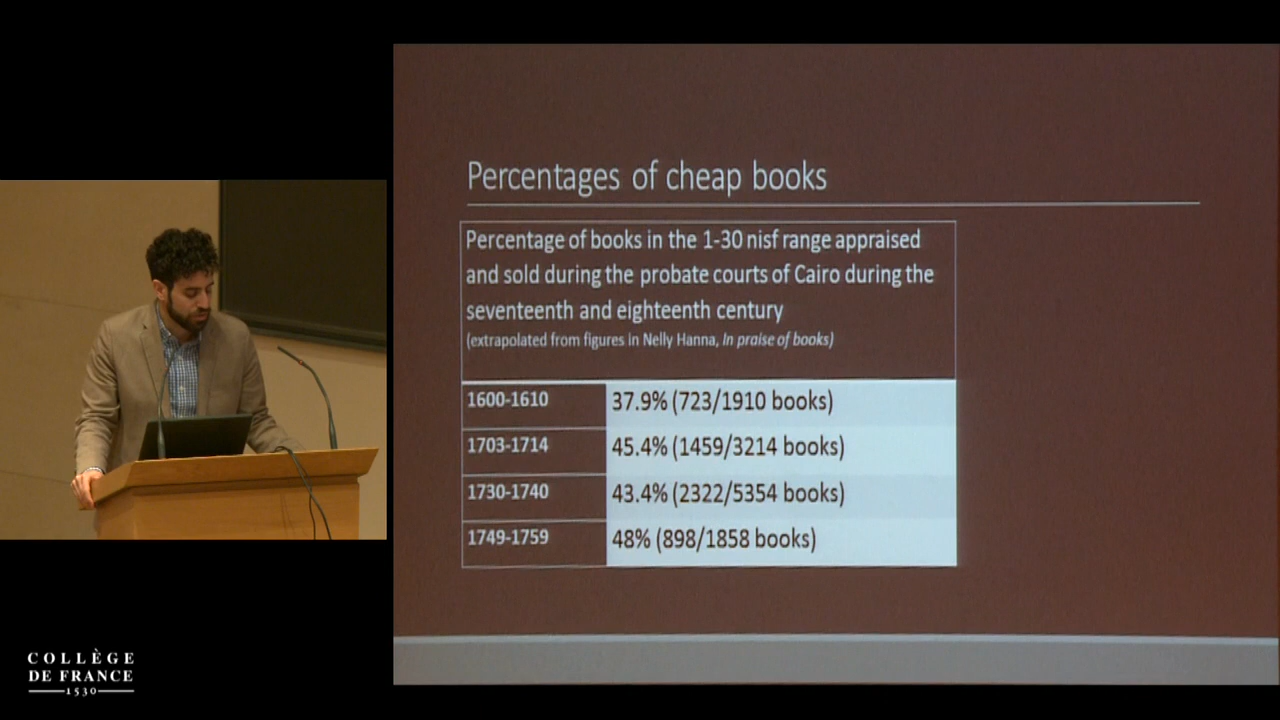 Percentages of cheap books
Percentage of books in the 1-30 nisf range appraised
and sold during the probate courts of Cairo during the
seventeenth and eighteenth century
(extrapolated from figures in Nelly Hanna, In praise of books)
1600-1610 37.9% (723/1910 books)
1703-1714 45.4% (1459/3214 books)
1730-1740 43.4% (2322/5354 books)
1749-1759 48% (898/1858 books)
COLLÈGE
DE FRANCE
1530